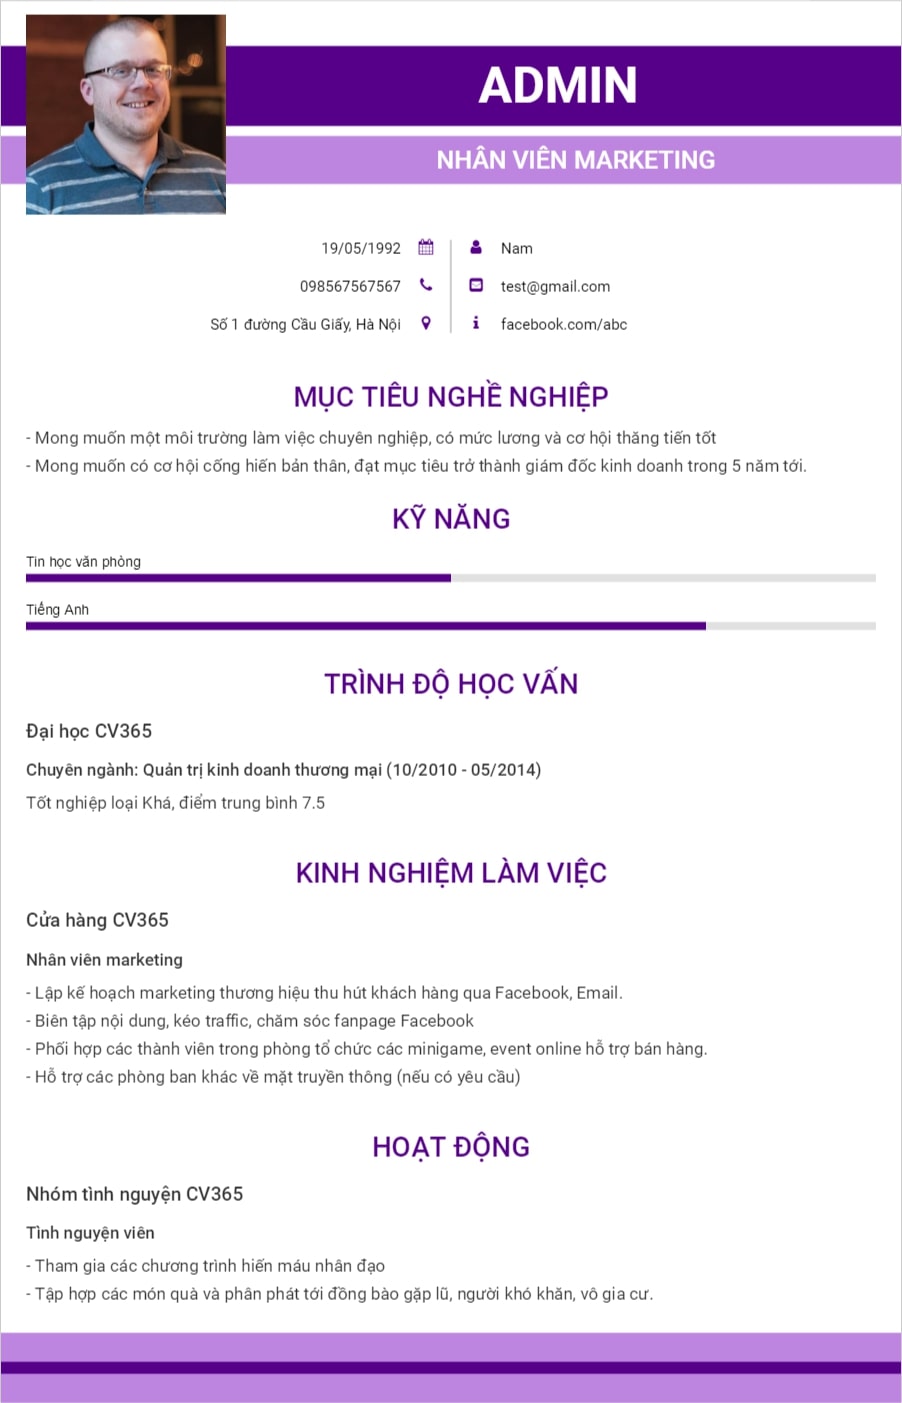 ADMIN
NHÂN VIÊN MARKETING
19/05/1992
Nam
098567567567
test@gmail.com
Số 1 đường Cầu Giấy, Hà Nội
facebook.com/abc
MỤC TIÊU NGHỀ NGHIỆP
- Mong muốn một môi trường làm việc chuyên nghiệp, có mức lương và cơ hội thăng tiến tốt
- Mong muốn có cơ hội cống hiến bản thân, đạt mục tiêu trở thành giám đốc kinh doanh trong 5 năm tới.
KỸ NĂNG
Tin học văn phòng
Tiếng Anh
TRÌNH ĐỘ HỌC VẤN
Đại học CV365
Chuyên ngành: Quản trị kinh doanh thương mại (10/2010 - 05/2014)
Tốt nghiệp loại Khá, điểm trung bình 7.5
KINH NGHIỆM LÀM VIỆC
Cửa hàng CV365
Nhân viên marketing
- Lập kế hoạch marketing thương hiệu thu hút khách hàng qua Facebook, Email.
- Biên tập nội dung, kéo traffic, chăm sóc fanpage Facebook
- Phối hợp các thành viên trong phòng tổ chức các minigame, event online hỗ trợ bán hàng.
- Hỗ trợ các phòng ban khác về mặt truyền thông (nếu có yêu cầu)
HOẠT ĐỘNG
Nhóm tình nguyện CV365
Tình nguyện viên
- Tham gia các chương trình hiến máu nhân đạo
- Tập hợp các món quà và phân phát tới đồng bào gặp lũ, người khó khăn, vô gia cư.